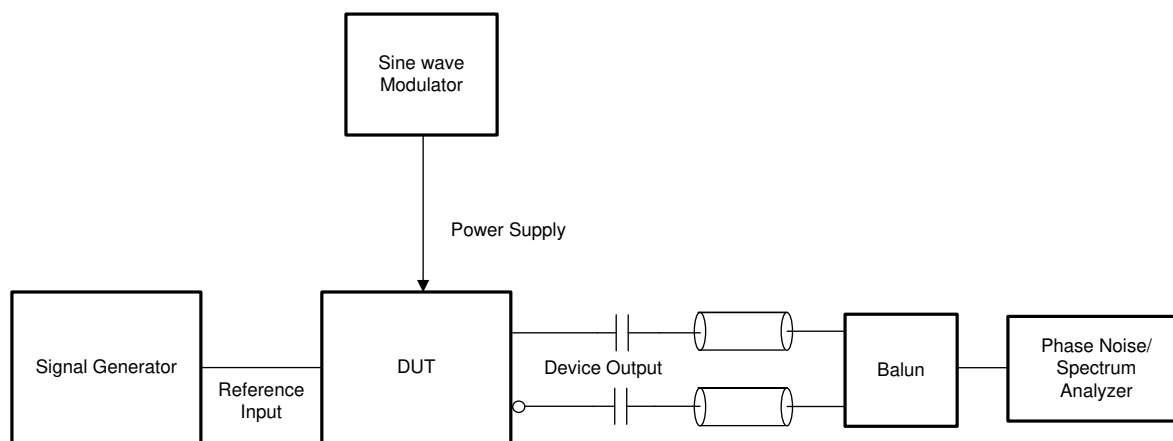 Sine wave
Modulator
Power Supply
Signal Generator
Reference
Input
DUT
Device Output
Balun
Phase Noise/
Spectrum
Analyzer